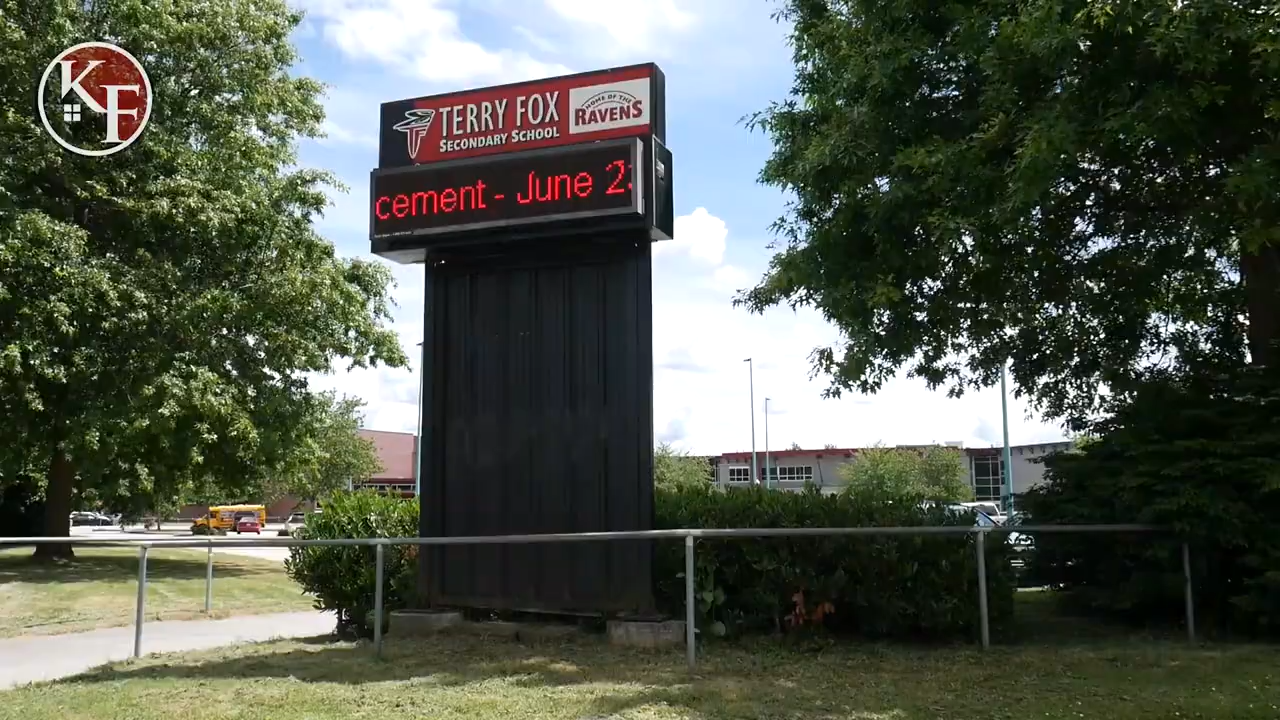 KF
TERRY FOX
SECONDARY SCHOOL
HOME OF THE
RAVENS
cement - June 2